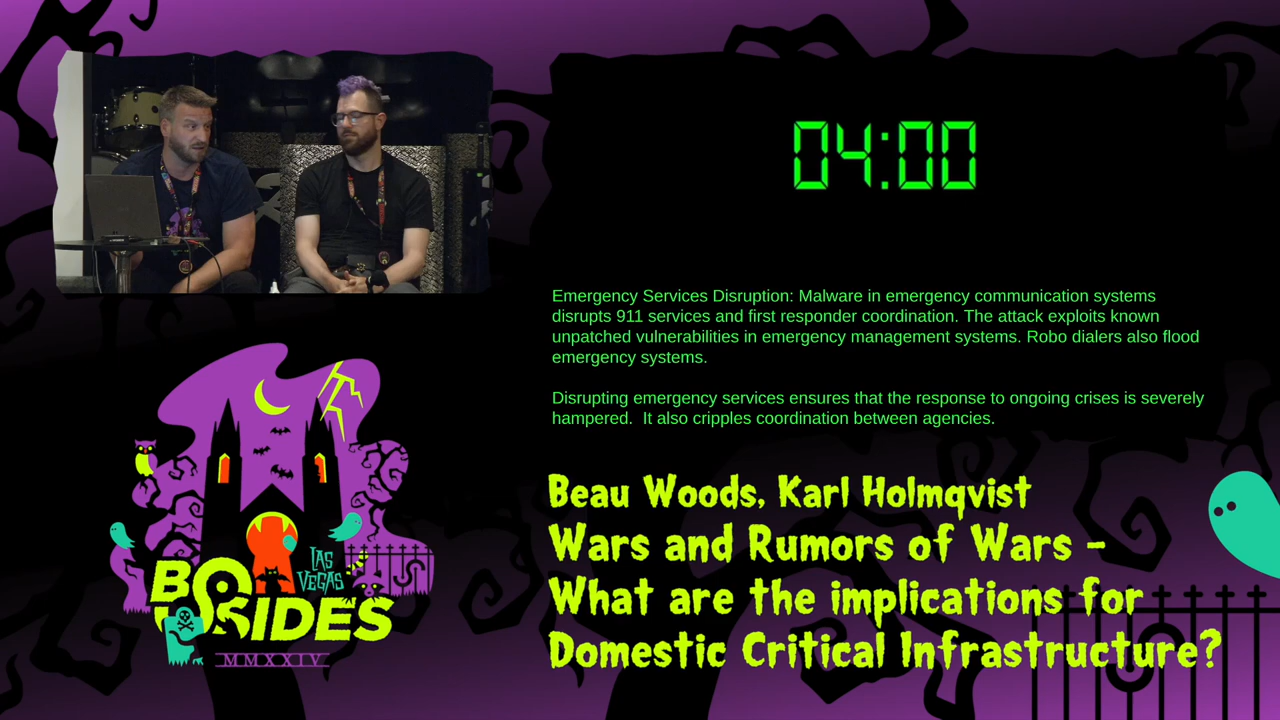 04:00
Emergency Services Disruption: Malware in emergency communication systems
disrupts 911 services and first responder coordination. The attack exploits known
unpatched vulnerabilities in emergency management systems. Robo dialers also flood
emergency systems.
Disrupting emergency services ensures that the response to ongoing crises is severely
hampered.  It also cripples coordination between agencies.
Beau Woods, Karl Holmqvist
Wars and Rumors of Wars -
What are the implications for
Domestic Critical Infrastructure?
BSIDES
LAS
VEGAS
MMXXIV